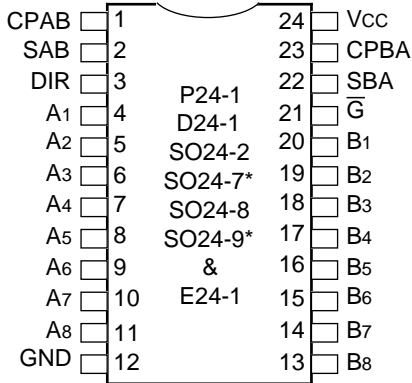 CPAB 1 24 VCC
SAB 2 23 CPBA
DIR 3 22 SBA
A1 4 P24-1 21 G̅
A2 5 D24-1 20 B1
A3 6 SO24-2 19 B2
A4 7 SO24-7* 18 B3
A5 8 SO24-8 17 B4
A6 9 SO24-9* 16 B5
A7 10 & 15 B6
A8 11 E24-1 14 B7
GND 12 13 B8